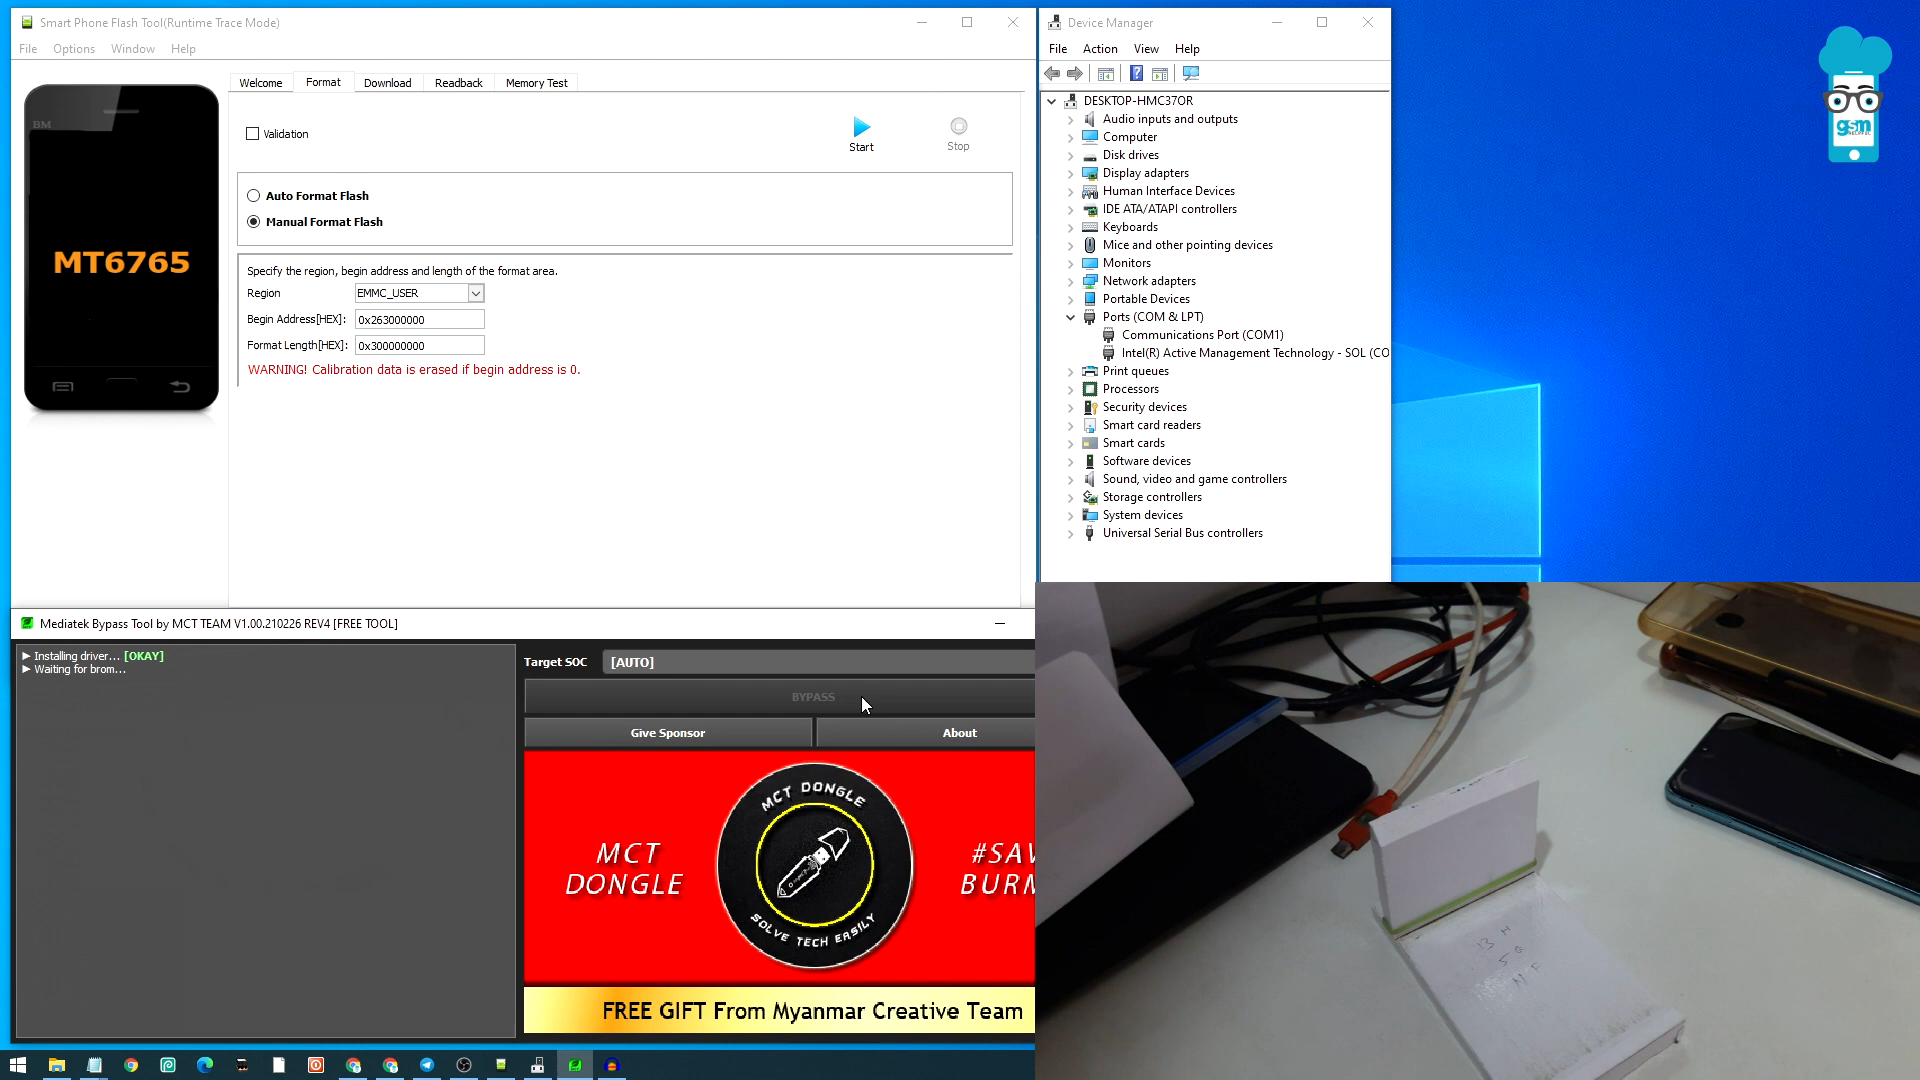 Smart Phone Flash Tool(Runtime Trace Mode)
File Options Window Help
BM
MT6765
Welcome Format Download Readback Memory Test
Validation
Start
Stop
Auto Format Flash
Manual Format Flash
Specify the region, begin address and length of the format area.
Region EMMC_USER
Begin Address[HEX]: 0x263000000
Format Length[HEX]: 0x300000000
WARNING! Calibration data is erased if begin address is 0.
Device Manager
File Action View Help
DESKTOP-HMC37OR
Audio inputs and outputs
Computer
Disk drives
Display adapters
Human Interface Devices
IDE ATA/ATAPI controllers
Keyboards
Mice and other pointing devices
Monitors
Network adapters
Portable Devices
Ports (COM & LPT)
Communications Port (COM1)
Intel(R) Active Management Technology - SOL (CO
Print queues
Processors
Security devices
Smart card readers
Smart cards
Software devices
Sound, video and game controllers
Storage controllers
System devices
Universal Serial Bus controllers
gsm
Mediatek Bypass Tool by MCT TEAM V1.00.210226 REV4 [FREE TOOL]
Installing driver... [OKAY]
Waiting for brom...
Target SOC [AUTO]
BYPASS
Give Sponsor About
MCT DONGLE
MCT
DONGLE
#SAV
BURM
SOLVE TECH EASILY
FREE GIFT From Myanmar Creative Team